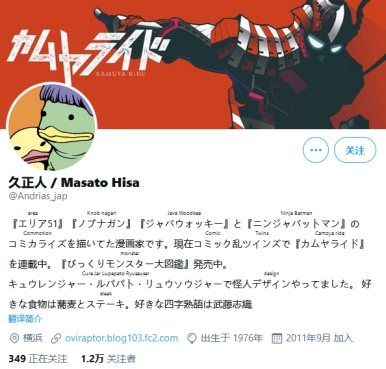 カムヤライド
KAMUYA RIDE
关注
久正人 / Masato Hisa
@Andrias_jap
area Knob nagan Java Woodkee Ninja Batman
『エリア51』『ノブナガン』『ジャバウォッキー』と『ニンジャバットマン』の
Commotion Comic Twins Camoya ride
コミカライズを描いてた漫画家です。現在コミック乱ツインズで『カムヤライド』
monster
を連載中。『びっくりモンスター大図鑑』発売中。
Cure Jar Lupapato Ryususer design
キュウレンジャー・ルパパト・リュウソウジャーで怪人デザインやってました。 好
steak
きな食物は蕎麦とステーキ。好きな四字熟語は武藤志織
翻译简介
横浜 oviraptor.blog103.fc2.com 出生于 1976年 2011年9月 加入
349 正在关注 1.2万 关注者